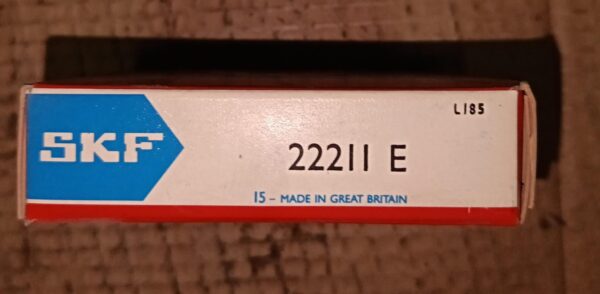 L185
SKF
22211 E
15 - MADE IN GREAT BRITAIN